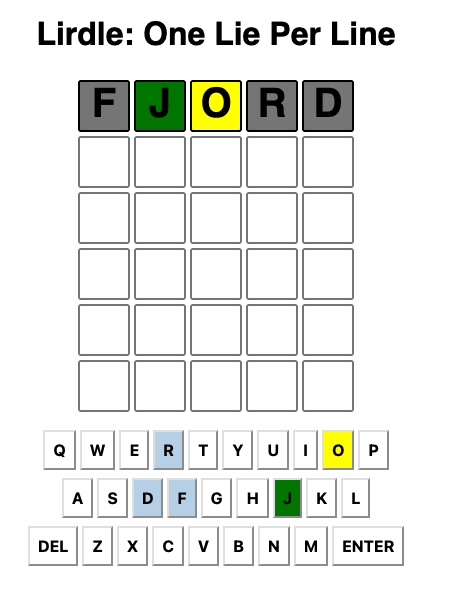 Lirdle: One Lie Per Line
F J O R D
Q W E R T Y U I O P
A S D F G H J K L
DEL Z X C V B N M ENTER